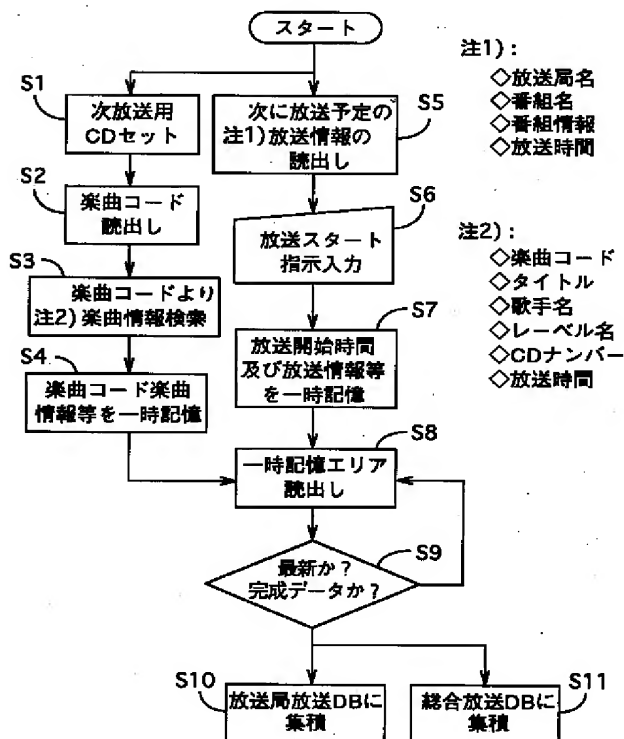 スタート
S1
次放送用
CDセット
S2
楽曲コード
読出し
S3
楽曲コードより
注2)楽曲情報検索
S4
楽曲コード楽曲
情報等を一時記憶
S5
次に放送予定の
注1)放送情報の
読出し
S6
放送スタート
指示入力
S7
放送開始時間
及び放送情報等
を一時記憶
S8
一時記憶エリア
読出し
S9
最新か?
完成データか?
S10
放送局放送DBに
集積
S11
総合放送DBに
集積
注1):
◇放送局名
◇番組名
◇番組情報
◇放送時間
注2):
◇楽曲コード
◇タイトル
◇歌手名
◇レーベル名
◇CDナンバー
◇放送時間